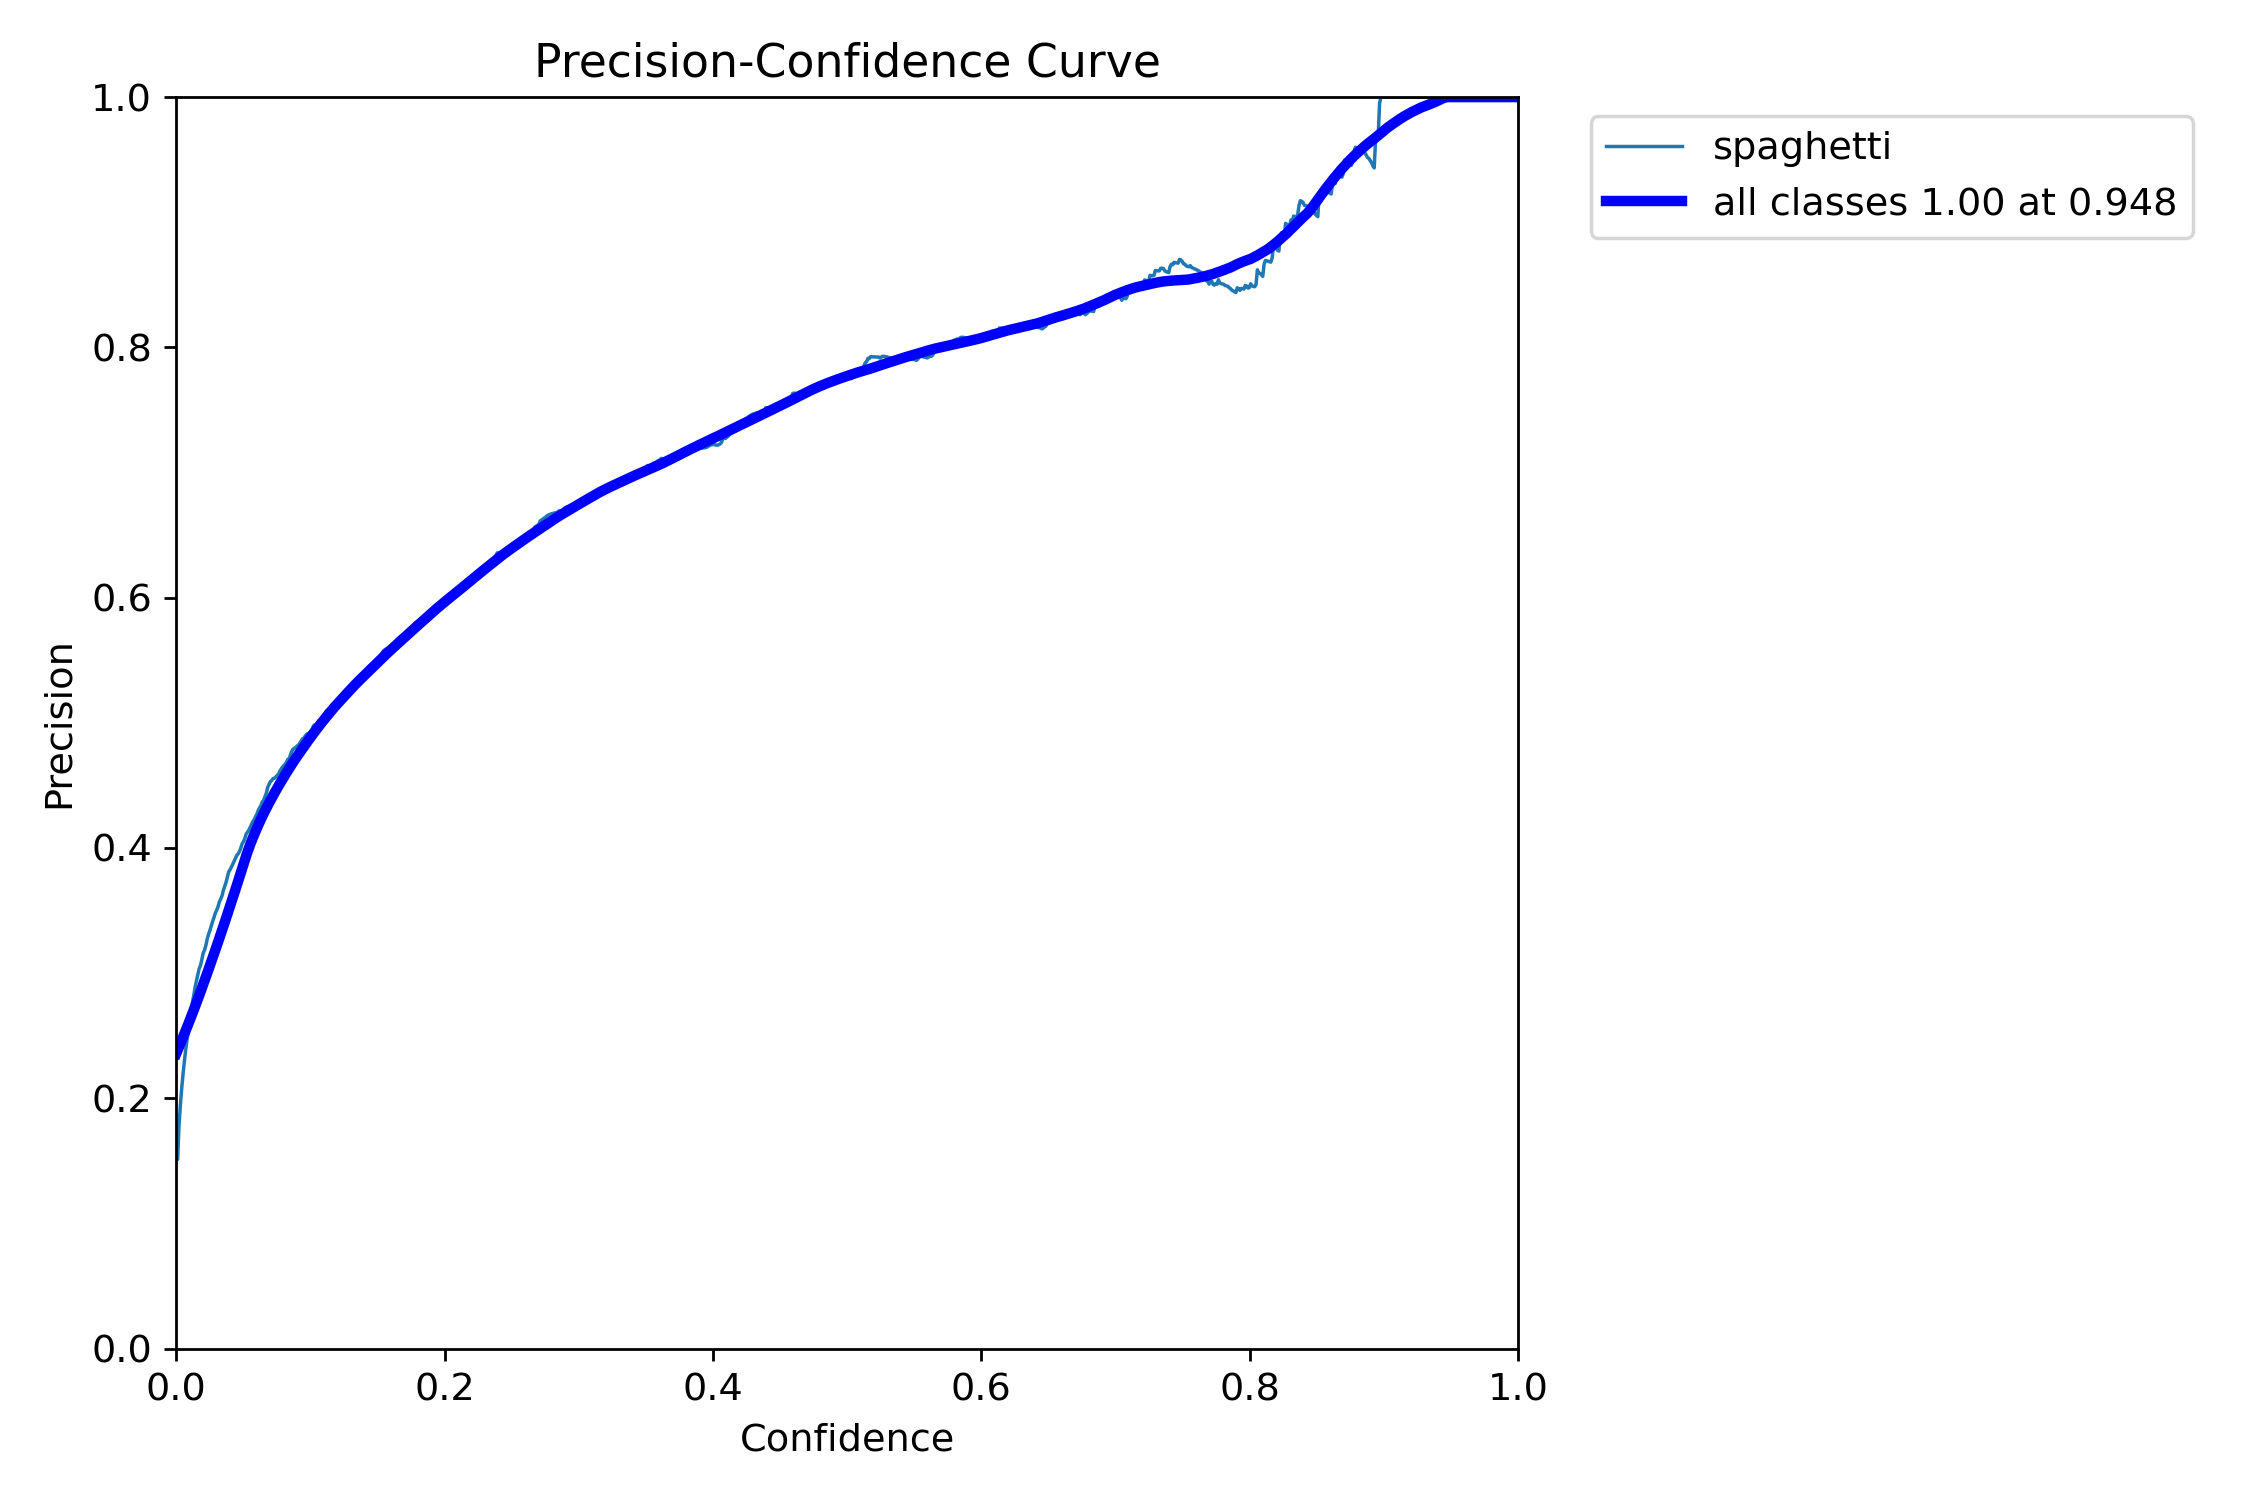 Precision-Confidence Curve
spaghetti
all classes 1.00 at 0.948
Precision
1.0
0.8
0.6
0.4
0.2
0.0
0.0 0.2 0.4 0.6 0.8 1.0
Confidence